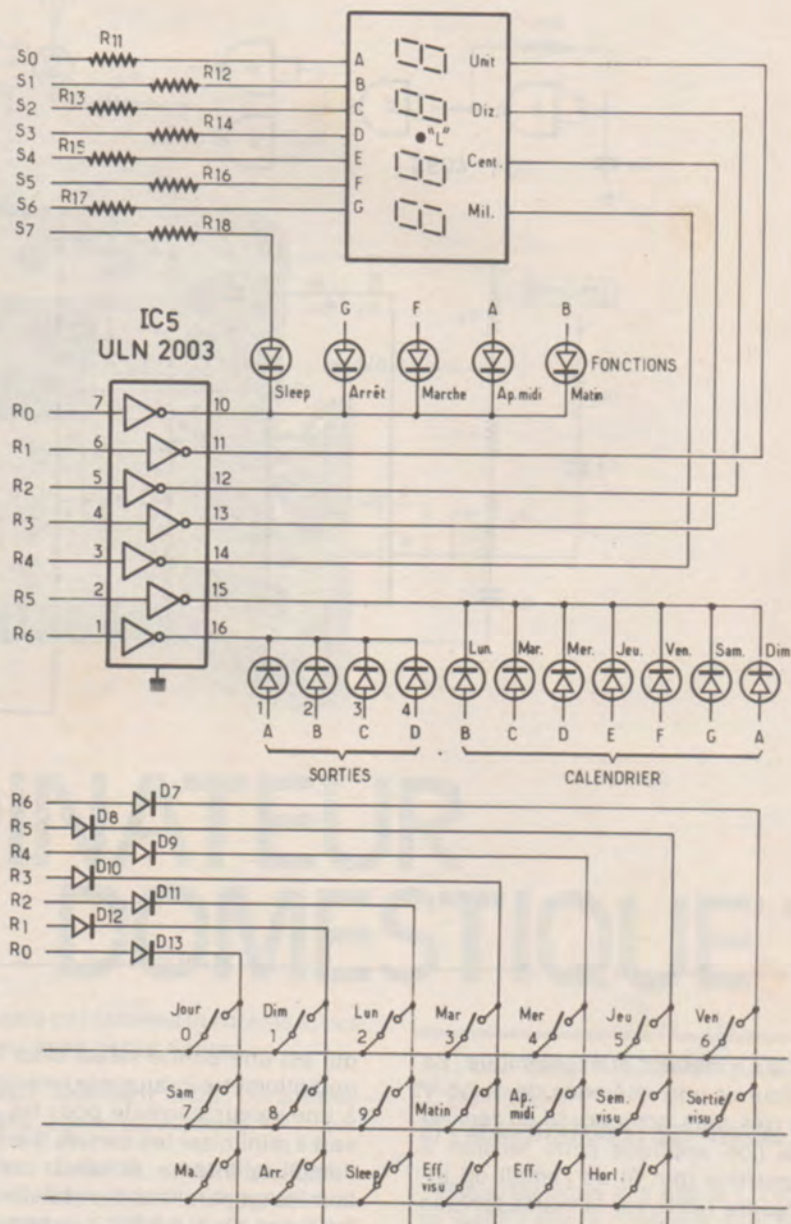 S0 R11 A Unit
S1 R12 B
S2 R13 C Diz.
S3 R14 D "L"
S4 R15 E Cent.
S5 R16 F
S6 R17 G Mil.
S7 R18
IC5
ULN 2003
G F A B
FONCTIONS
Sleep Arrêt Marche Ap.midi Matin
R0 7 10
R1 6 11
R2 5 12
R3 4 13
R4 3 14
R5 2 15
R6 1 16
Lun. Mar. Mer. Jeu. Ven. Sam. Dim
1 2 3 4
A B C D B C D E F G A
SORTIES CALENDRIER
R6 D7
R5 D8
R4 D9
R3 D10
R2 D11
R1 D12
R0 D13
Jour Dim Lun Mar Mer Jeu Ven
0 1 2 3 4 5 6
Sam Ap. Sem. Sortie
7 8 9 Matin midi visu visu
Ma. Arr. Sleep Eff. visu Eff. Horl.
NATEUR
DOMESTIQUE